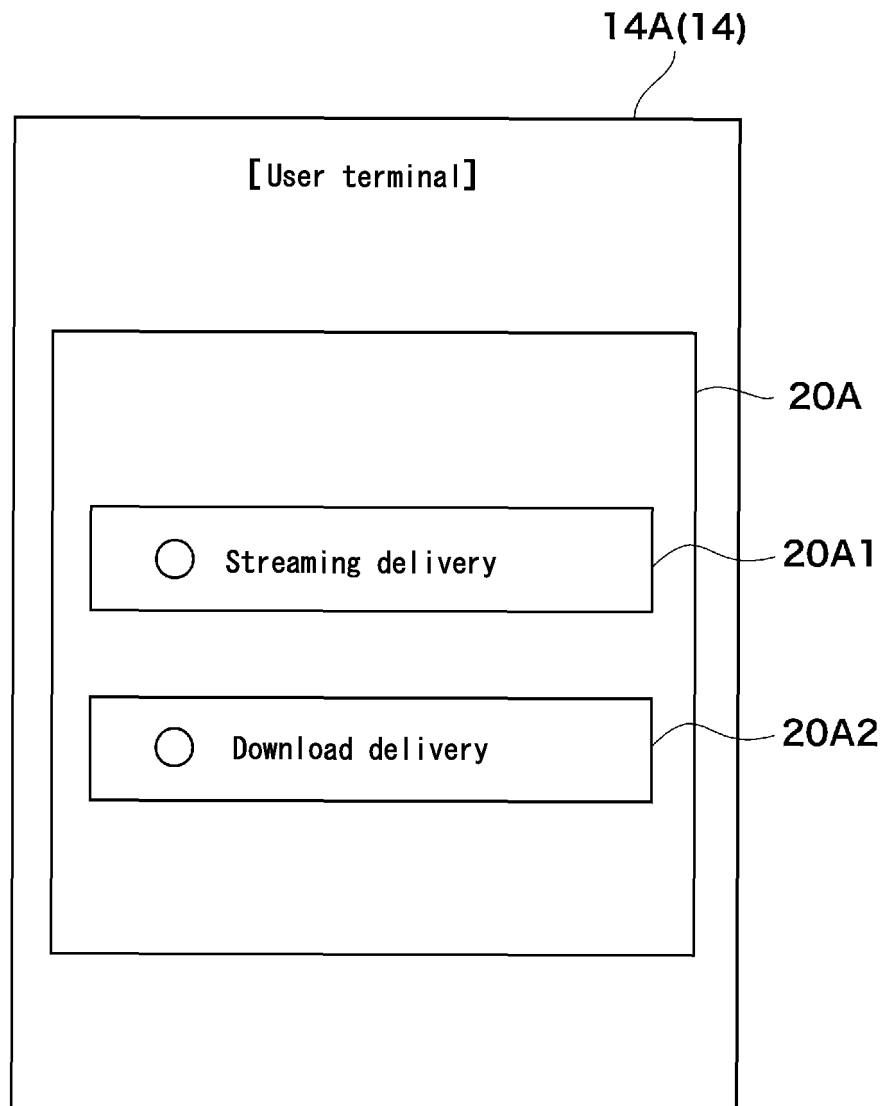 14A(14)
[User terminal]
20A
Streaming delivery
20A1
Download delivery
20A2